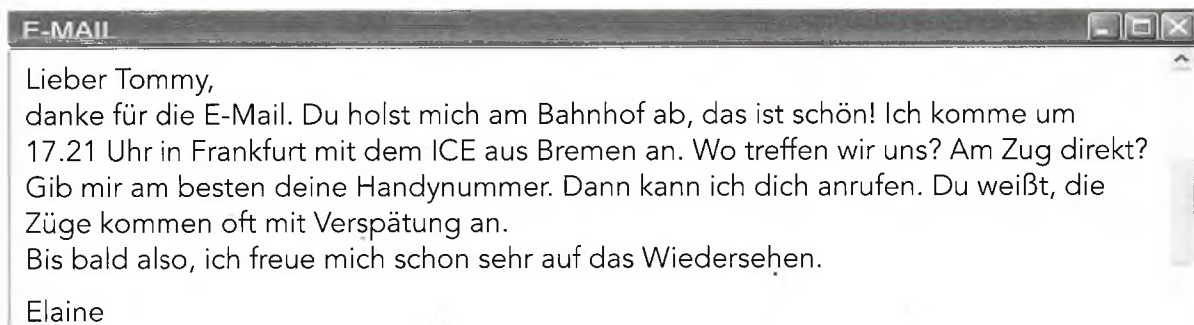 E-MAIL
Lieber Tommy,
danke für die E-Mail. Du holst mich am Bahnhof ab, das ist schön! Ich komme um
17.21 Uhr in Frankfurt mit dem ICE aus Bremen an. Wo treffen wir uns? Am Zug direkt?
Gib mir am besten deine Handynummer. Dann kann ich dich anrufen. Du weißt, die
Züge kommen oft mit Verspätung an.
Bis bald also, ich freue mich schon sehr auf das Wiedersehen.
Elaine